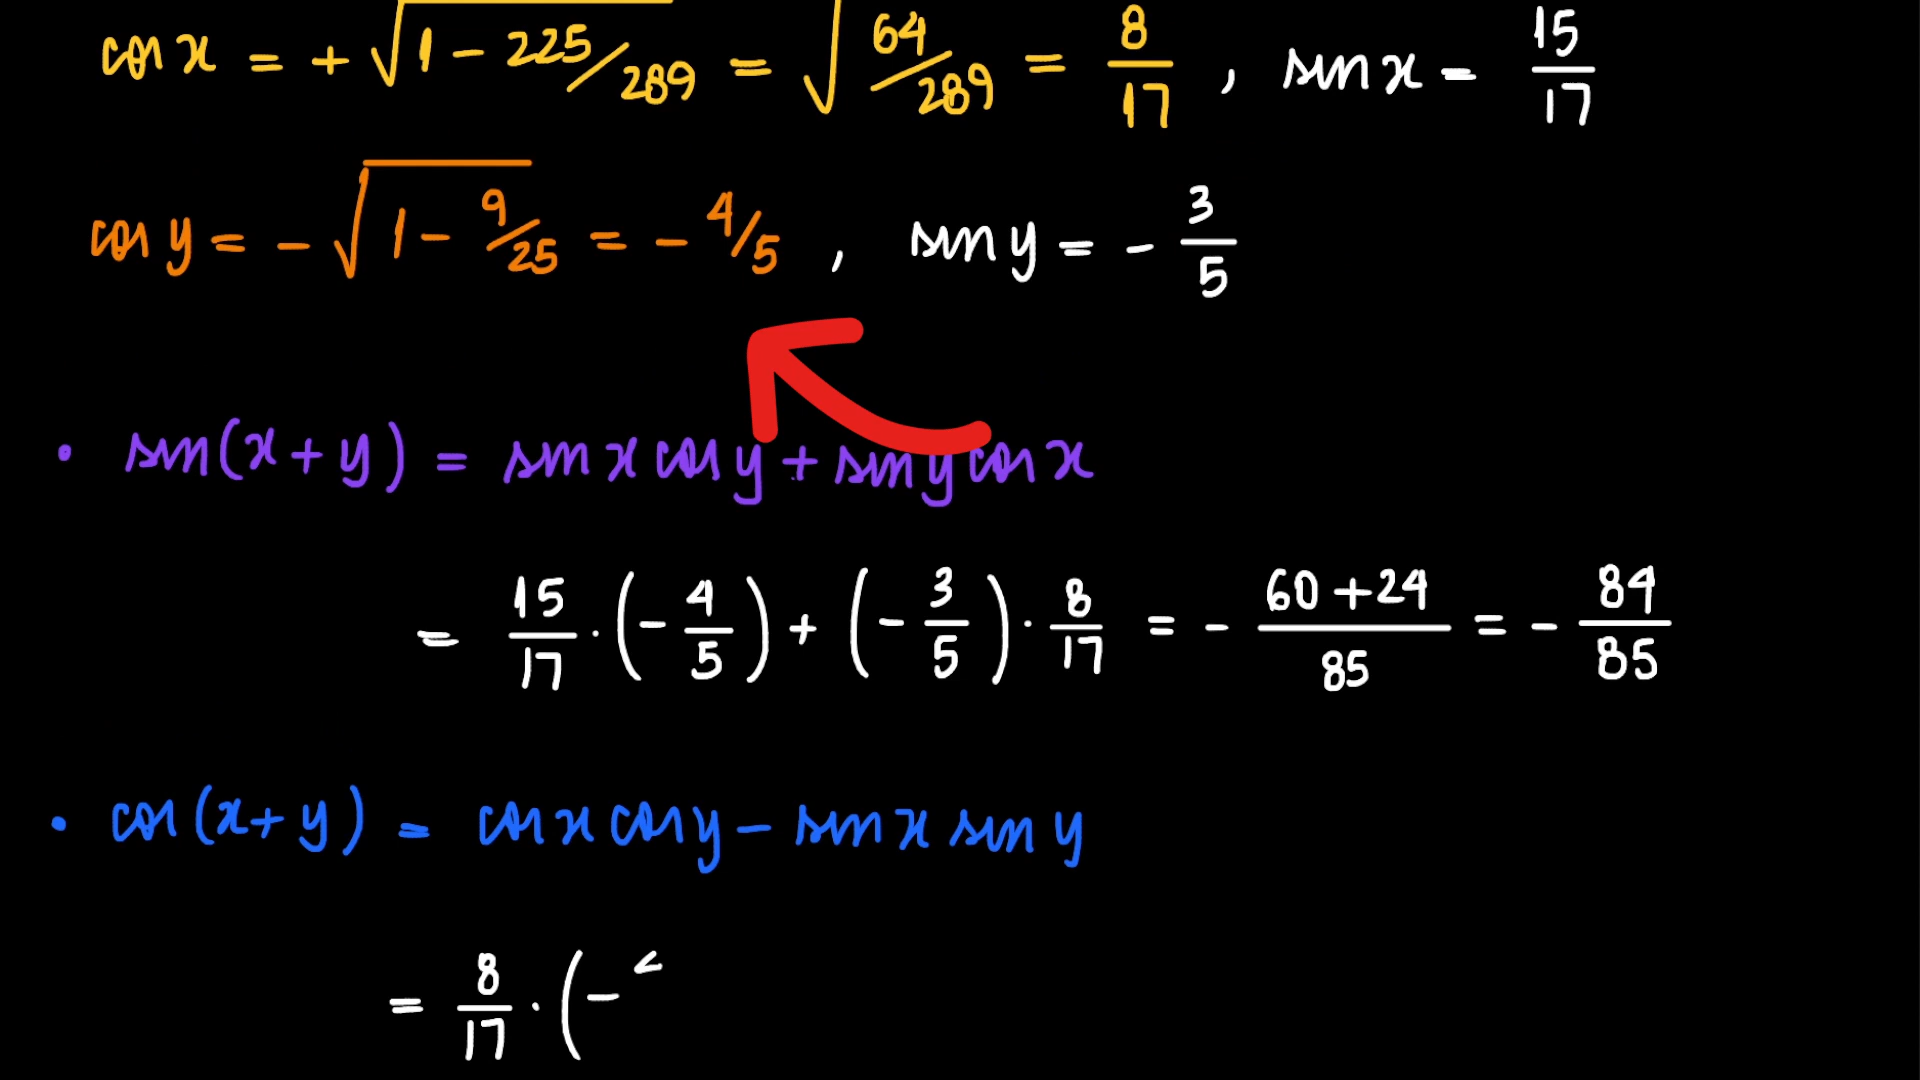 cos x = + √(1 - 225/289) = √(64/289) = 8/17 , sin x = 15/17
cos y = - √(1 - 9/25) = - 4/5 , sin y = - 3/5
• sin(x + y) = sin x cos y + sin y cos x
= 15/17 · (- 4/5) + (- 3/5) · 8/17 = - (60 + 24)/85 = - 84/85
• cos(x + y) = cos x cos y - sin x sin y
= 8/17 · (-